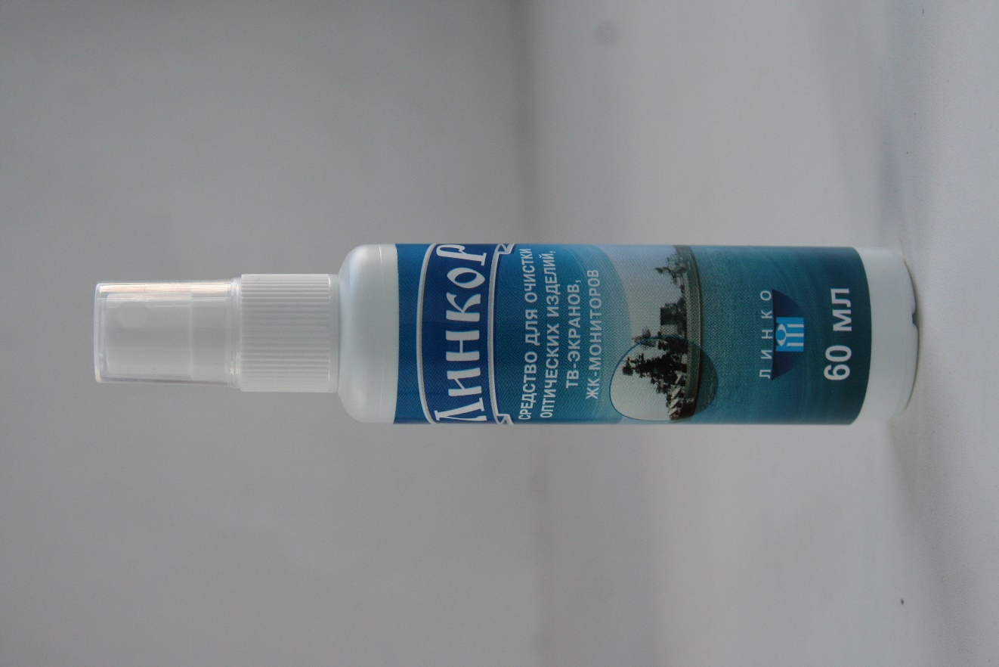 Линкор
СРЕДСТВО ДЛЯ ОЧИСТКИ
ОПТИЧЕСКИХ ИЗДЕЛИЙ,
ТВ-ЭКРАНОВ,
ЖК-МОНИТОРОВ
ЛИНКО
60 МЛ